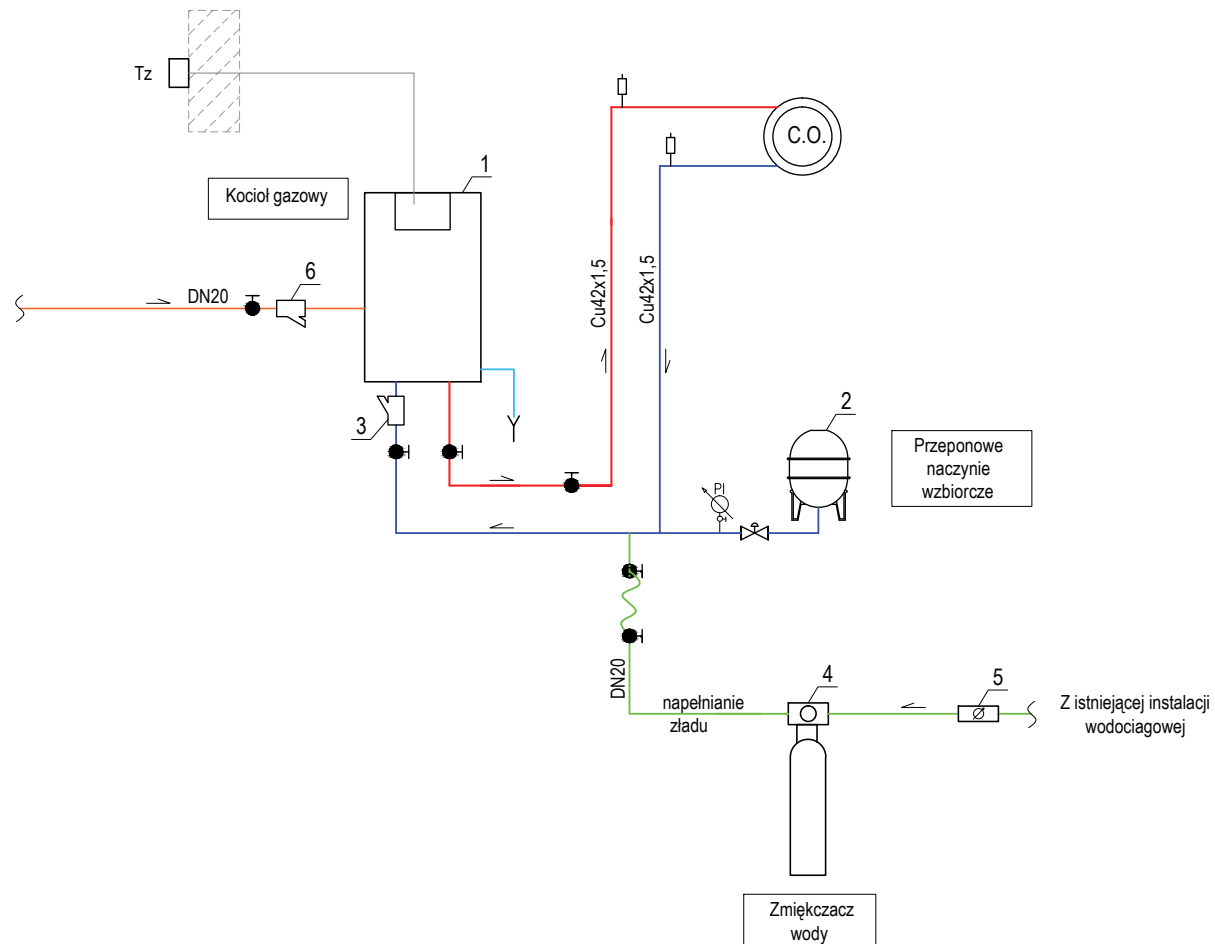 Tz
C.O.
1
Kocioł gazowy
6
DN20
Cu42x1,5
Cu42x1,5
3
2
PI
Przeponowe
naczynie
wzbiorcze
DN20
4
5
napełnianie
zładu
Z istniejącej instalacji
wodociagowej
Zmiękczacz
wody